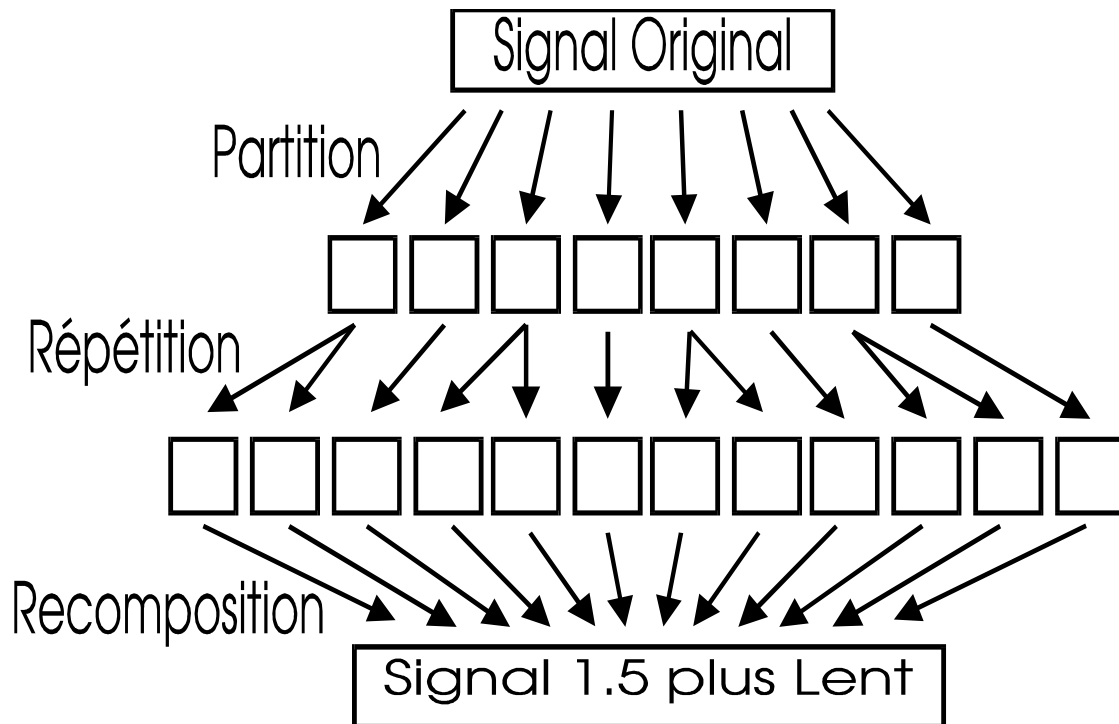 Signal Original
Partition
Répétition
Recomposition
Signal 1.5 plus Lent